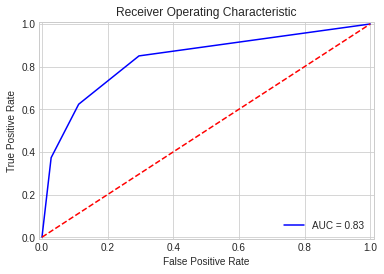 Receiver Operating Characteristic
1.0
0.8
0.6
0.4
0.2
0.0
True Positive Rate
AUC = 0.83
0.0 0.2 0.4 0.6 0.8 1.0
False Positive Rate